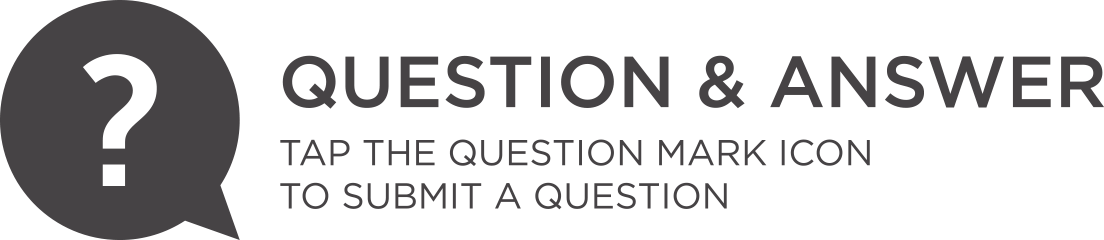 ?
QUESTION & ANSWER
TAP THE QUESTION MARK ICON
TO SUBMIT A QUESTION